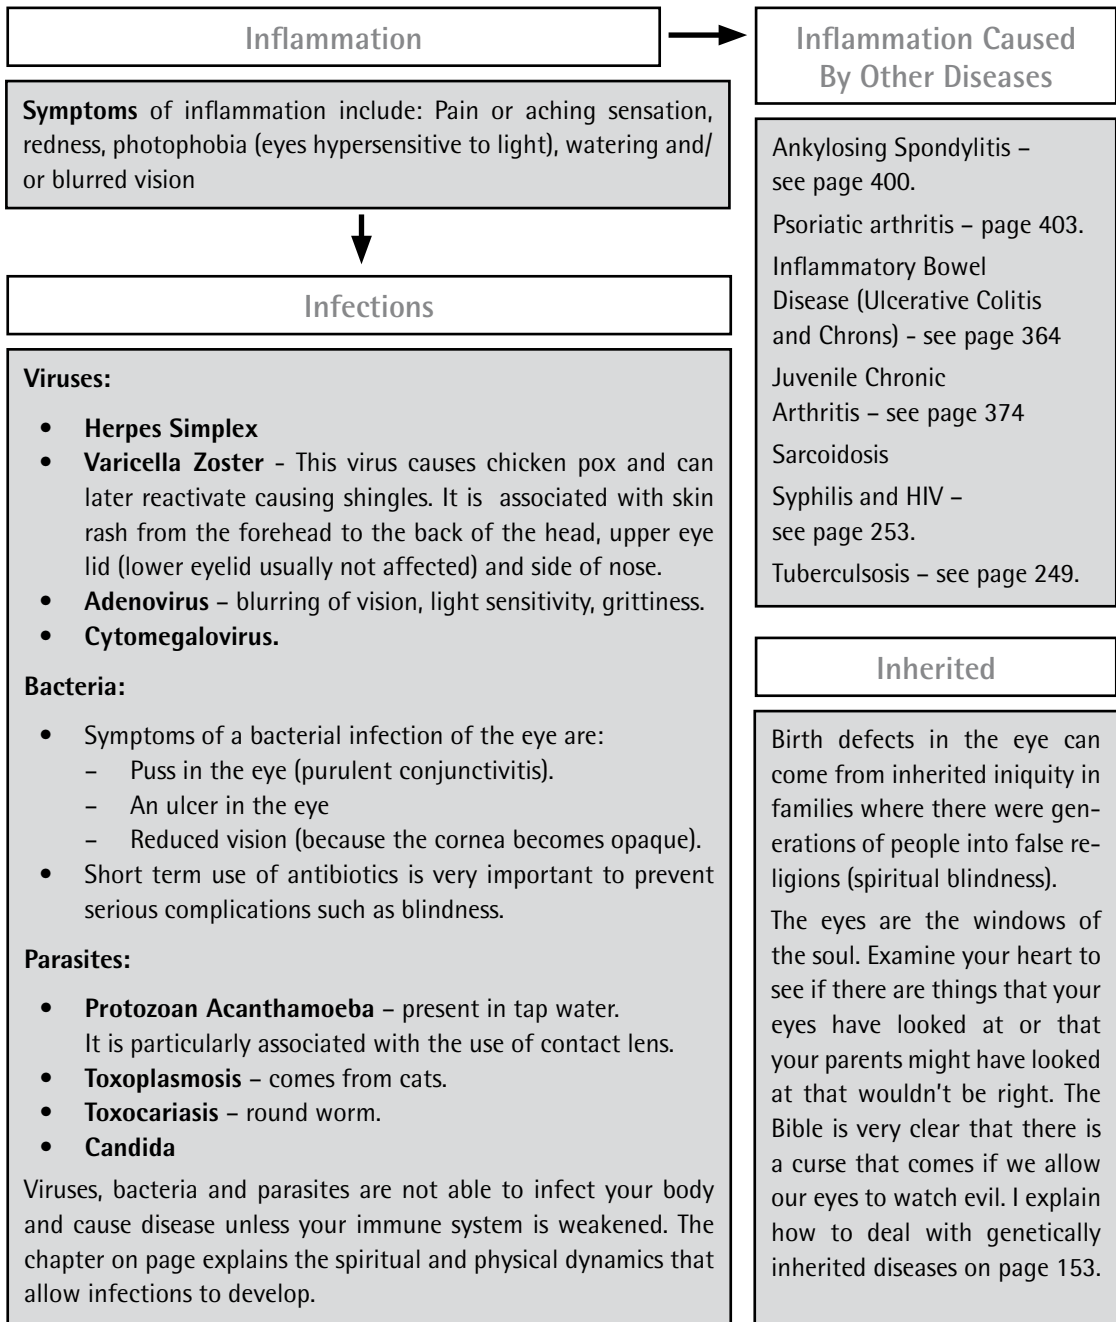 Inflammation
Symptoms of inflammation include: Pain or aching sensation,
redness, photophobia (eyes hypersensitive to light), watering and/
or blurred vision
Infections
Viruses:
• Herpes Simplex
• Varicella Zoster - This virus causes chicken pox and can
later reactivate causing shingles. It is associated with skin
rash from the forehead to the back of the head, upper eye
lid (lower eyelid usually not affected) and side of nose.
• Adenovirus – blurring of vision, light sensitivity, grittiness.
• Cytomegalovirus.
Bacteria:
• Symptoms of a bacterial infection of the eye are:
– Puss in the eye (purulent conjunctivitis).
– An ulcer in the eye
– Reduced vision (because the cornea becomes opaque).
• Short term use of antibiotics is very important to prevent
serious complications such as blindness.
Parasites:
• Protozoan Acanthamoeba – present in tap water.
It is particularly associated with the use of contact lens.
• Toxoplasmosis – comes from cats.
• Toxocariasis – round worm.
• Candida
Viruses, bacteria and parasites are not able to infect your body
and cause disease unless your immune system is weakened. The
chapter on page explains the spiritual and physical dynamics that
allow infections to develop.
Inflammation Caused
By Other Diseases
Ankylosing Spondylitis –
see page 400.
Psoriatic arthritis – page 403.
Inflammatory Bowel
Disease (Ulcerative Colitis
and Chrons) - see page 364
Juvenile Chronic
Arthritis – see page 374
Sarcoidosis
Syphilis and HIV –
see page 253.
Tuberculsosis – see page 249.
Inherited
Birth defects in the eye can
come from inherited iniquity in
families where there were gen-
erations of people into false re-
ligions (spiritual blindness).
The eyes are the windows of
the soul. Examine your heart to
see if there are things that your
eyes have looked at or that
your parents might have looked
at that wouldn't be right. The
Bible is very clear that there is
a curse that comes if we allow
our eyes to watch evil. I explain
how to deal with genetically
inherited diseases on page 153.